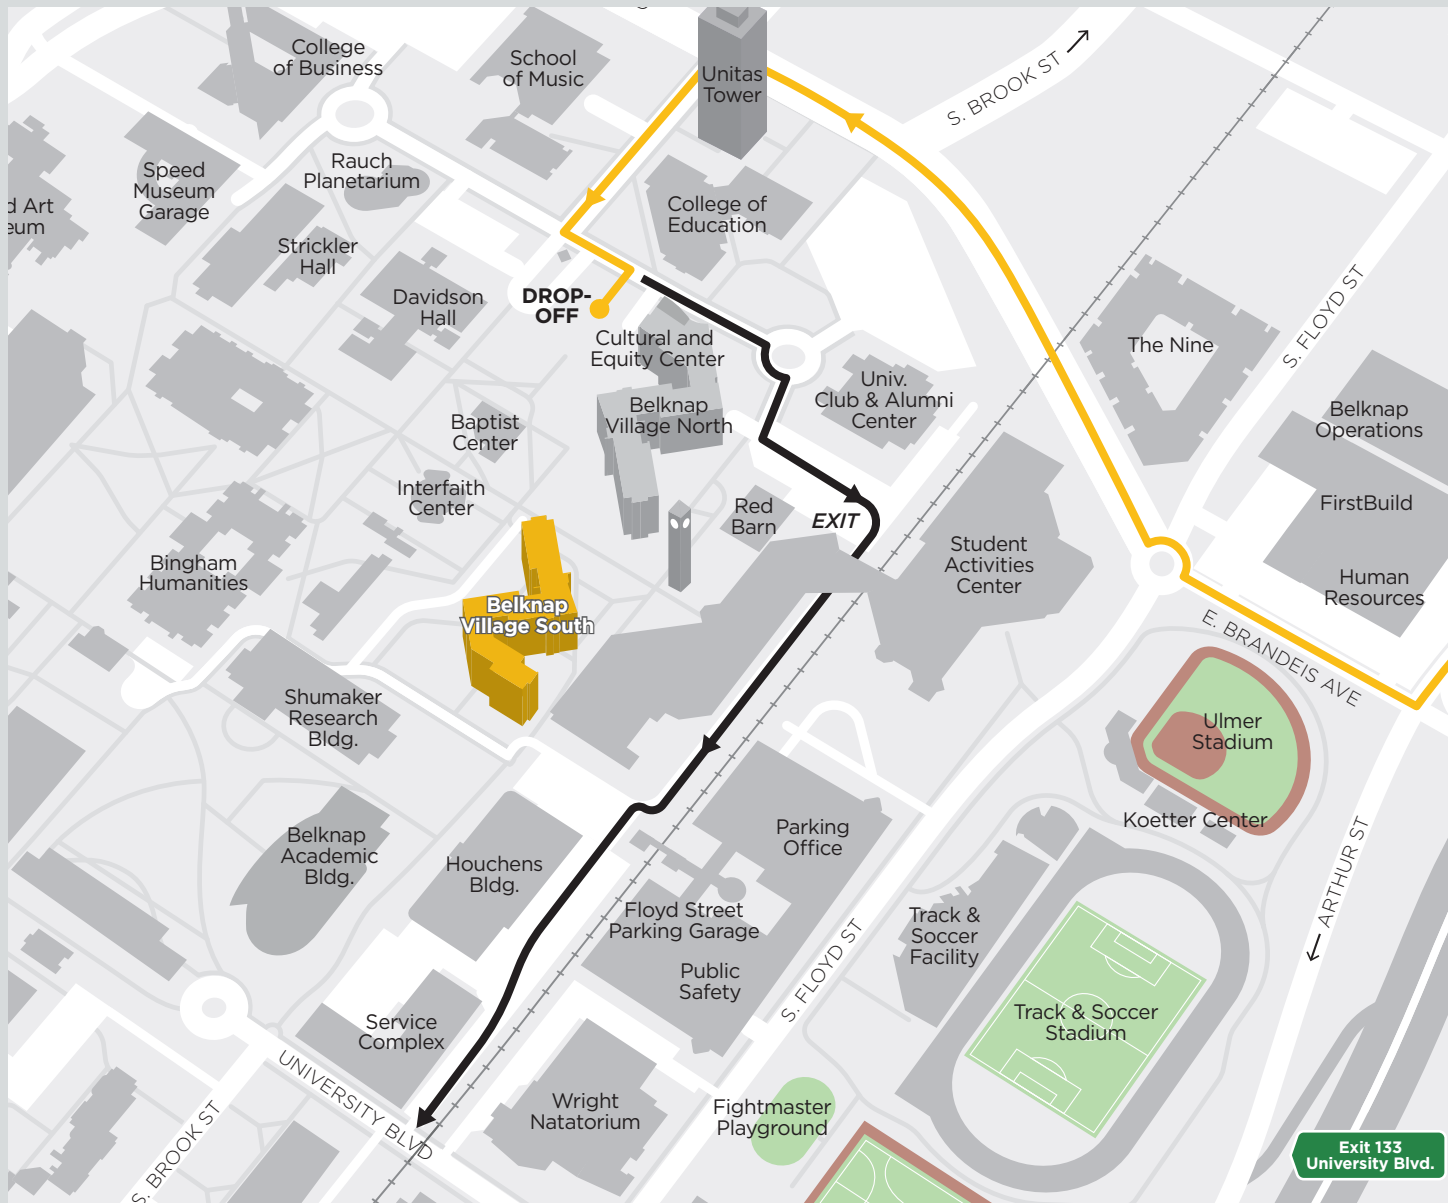 College
of Business
School
of Music
Unitas
Tower
S. BROOK ST
Speed
Museum
Garage
Rauch
Planetarium
d Art
eum
Strickler
Hall
College of
Education
Davidson
Hall
DROP-
OFF
Cultural and
Equity Center
The Nine
S. FLOYD ST
Univ.
Club & Alumni
Center
Belknap
Village North
Baptist
Center
Belknap
Operations
Interfaith
Center
Red
Barn
EXIT
FirstBuild
Student
Activities
Center
Bingham
Humanities
Human
Resources
Belknap
Village South
E. BRANDEIS AVE
Shumaker
Research
Bldg.
Ulmer
Stadium
Koetter Center
Parking
Office
Belknap
Academic
Bldg.
Houchens
Bldg.
ARTHUR ST
Floyd Street
Parking Garage
Track &
Soccer
Facility
Public
Safety
S. FLOYD ST
Track & Soccer
Stadium
Service
Complex
UNIVERSITY BLVD
Wright
Natatorium
Fightmaster
Playground
S. BROOK ST
Exit 133
University Blvd.